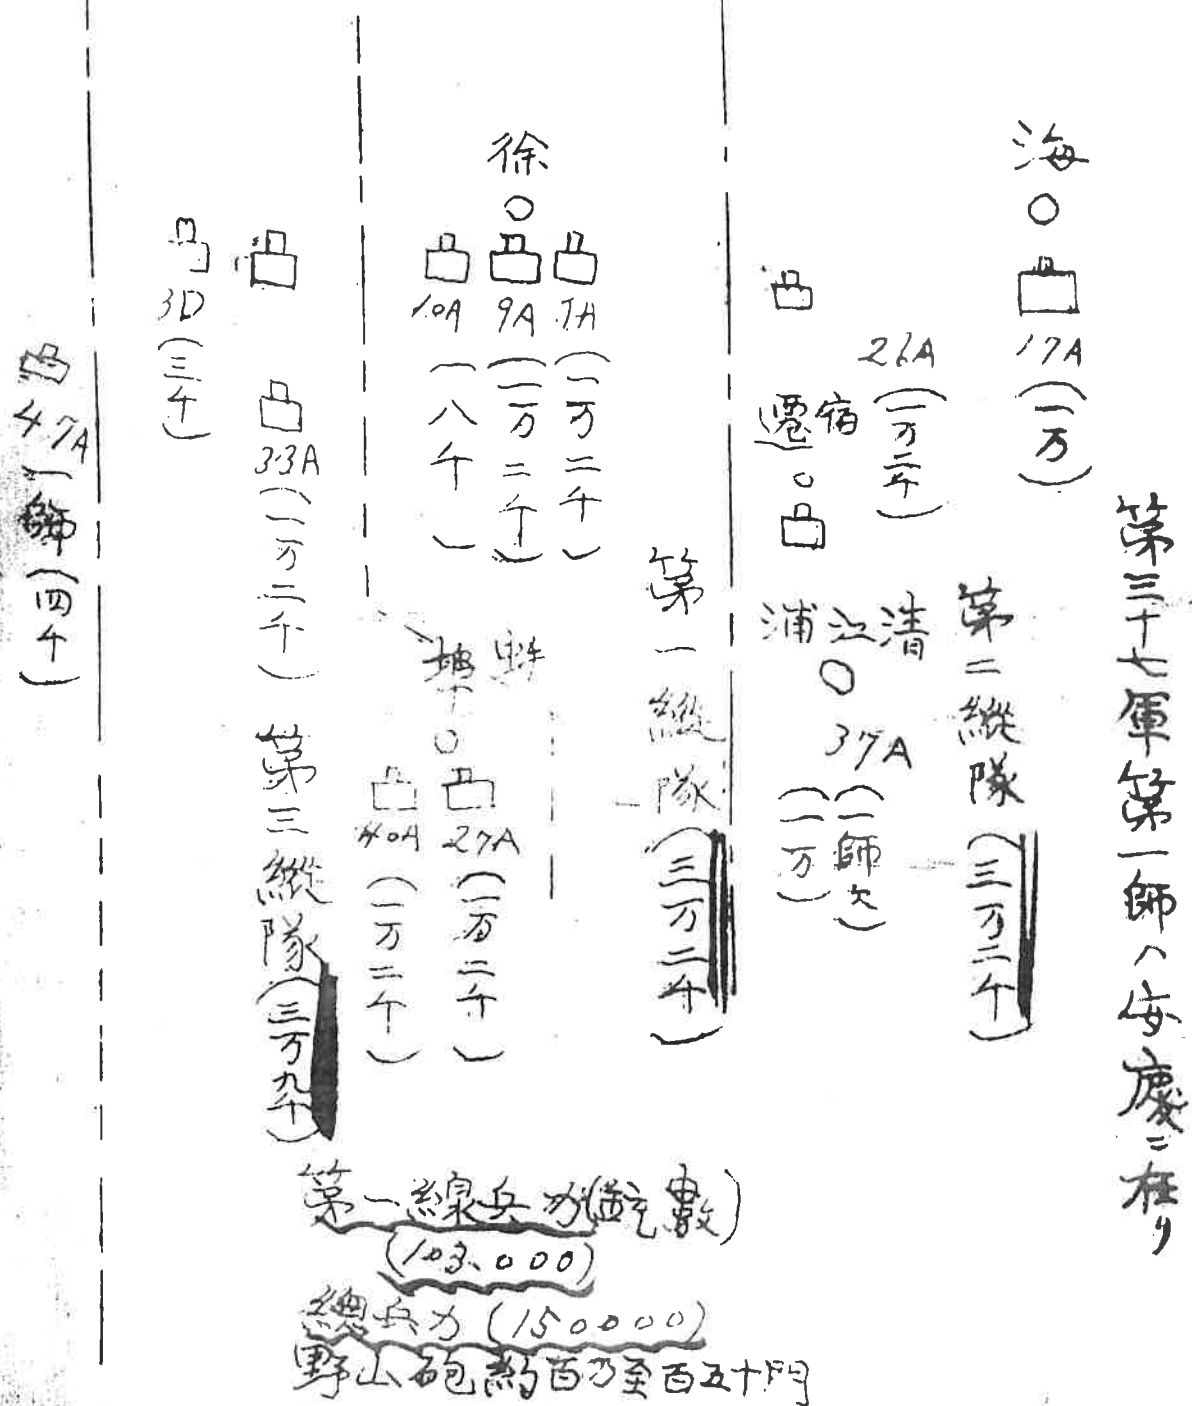 第三十七軍第一師ハ安慶ニ在リ
海
17A
(一万)
26A
(一万二千)
宿遷
第二縱隊(三万二千)
清江浦
37A
(一師欠)
(一万)
第一縱隊(三万二千)
徐
7A
(一万二千)
9A
(一万二千)
10A
(八千)
蚌埠
27A
(一万二千)
40A
(一万二千)
33A
(一万二千)
第三縱隊(三万九千)
3D
(三千)
47A
一師(四千)
第一線兵力(銃數)
(103.000)
總兵力(150000)
野山砲約百乃至百五十門